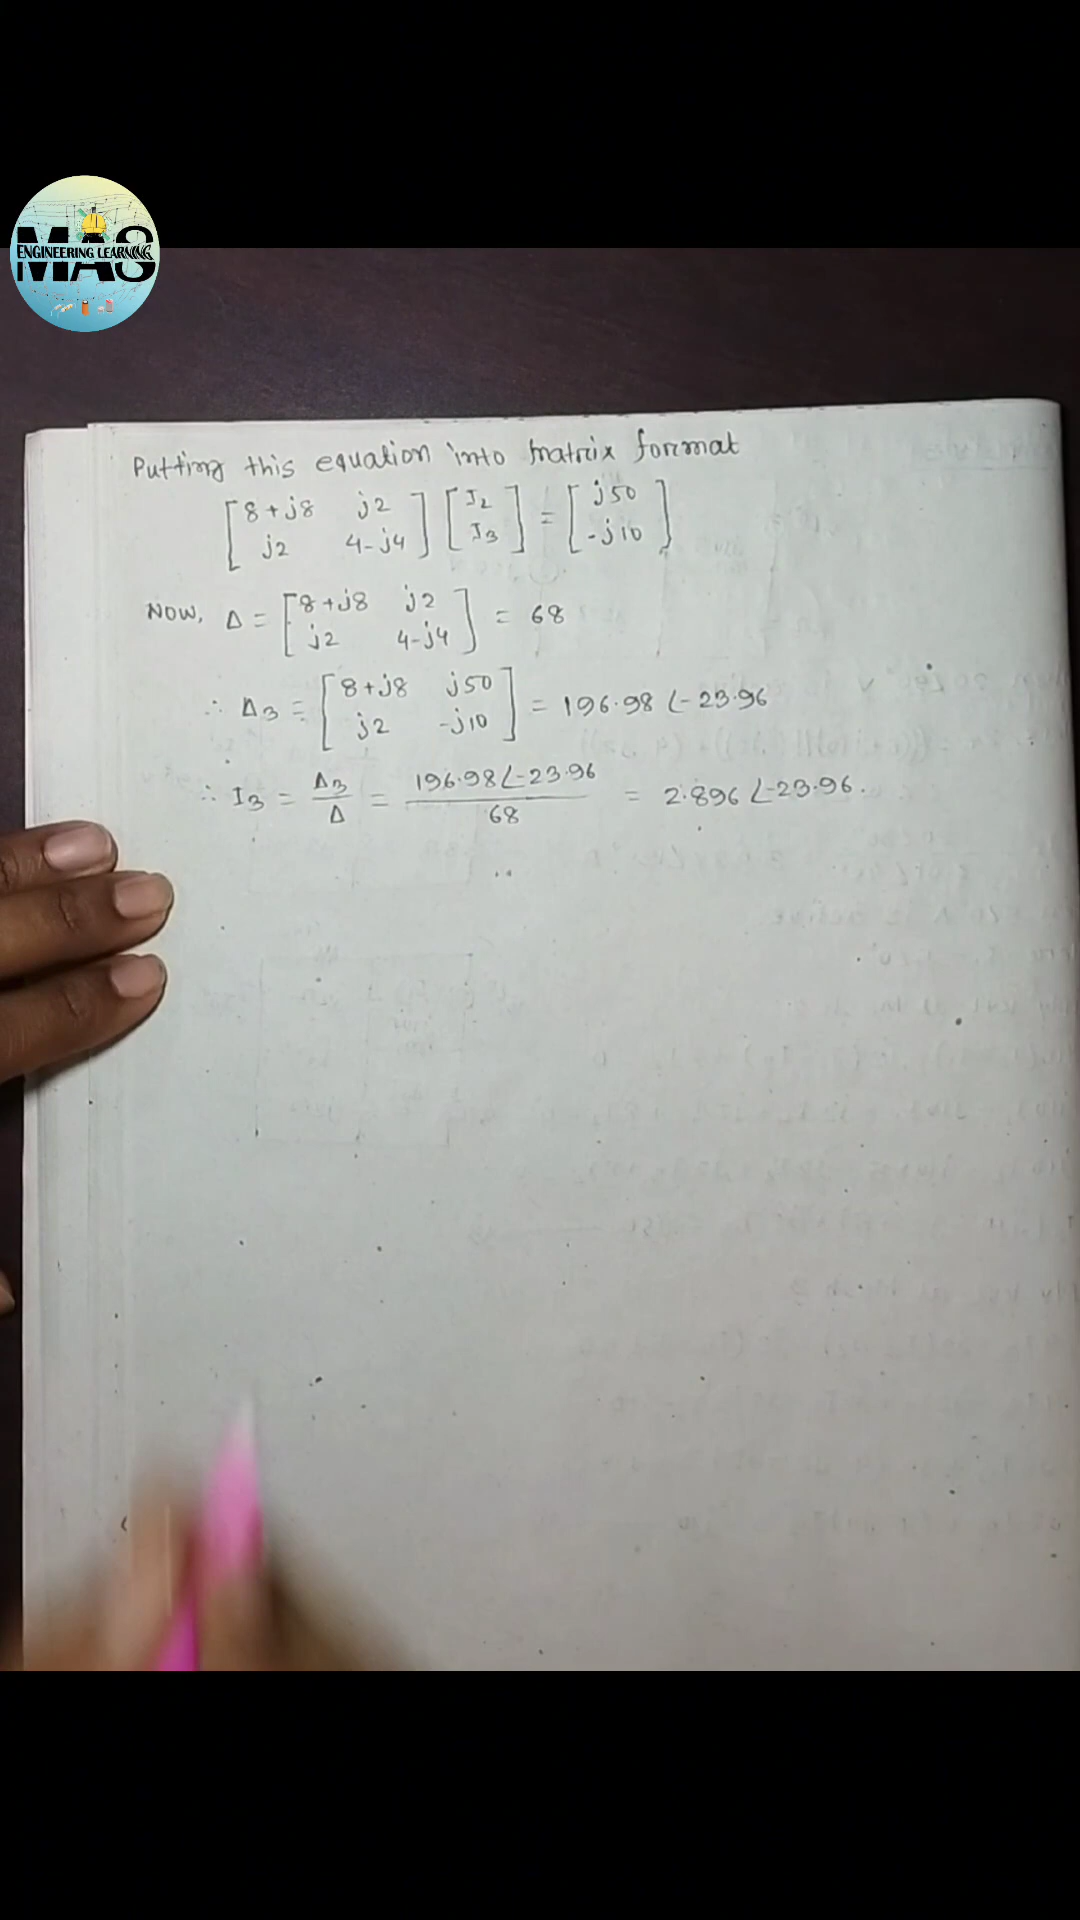 MAS
ENGINEERING LEARNING
Putting this equation into matrix format
[8+j8 j2] [I2] = [j50]
[j2 4-j4] [I3] [-j10]
Now, Δ = [8+j8 j2] = 68
[j2 4-j4]
∴ Δ3 = [8+j8 j50] = 196.98 ∠-23.96
[j2 -j10]
∴ I3 = Δ3/Δ = 196.98∠-23.96/68 = 2.896 ∠-23.96.